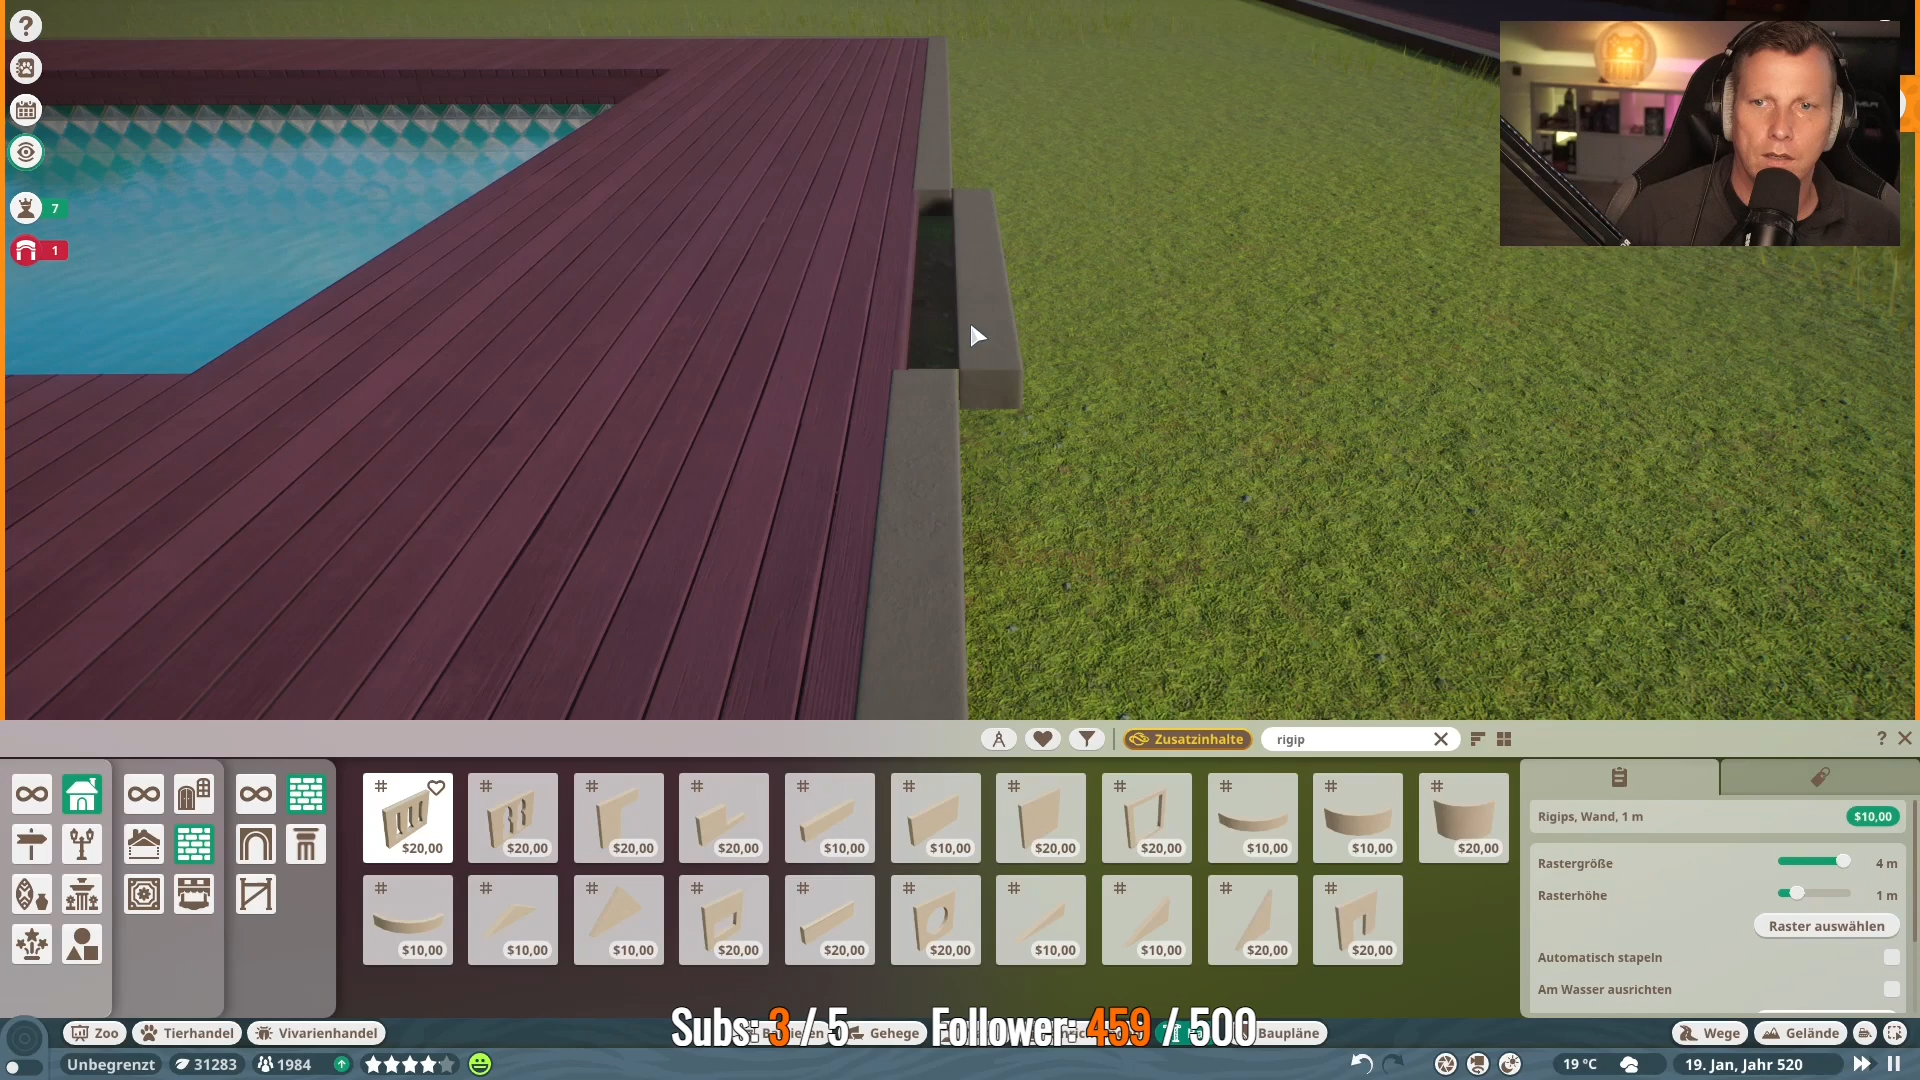 ?
7
1
Zusatzinhalte
rigip
?
$20,00
$20,00
$20,00
$20,00
$10,00
$10,00
$20,00
$20,00
$10,00
$10,00
$20,00
$10,00
$10,00
$10,00
$20,00
$20,00
$20,00
$10,00
$10,00
$20,00
$20,00
Rigips, Wand, 1 m
$10,00
Rastergröße
4 m
Rasterhöhe
1 m
Raster auswählen
Automatisch stapeln
Am Wasser ausrichten
Subs: 3 / 5
Follower: 459 / 500
Zoo
Tierhandel
Vivarienhandel
Gehege
Baupläne
Wege
Gelände
Unbegrenzt
31283
1984
19 °C
19. Jan, Jahr 520